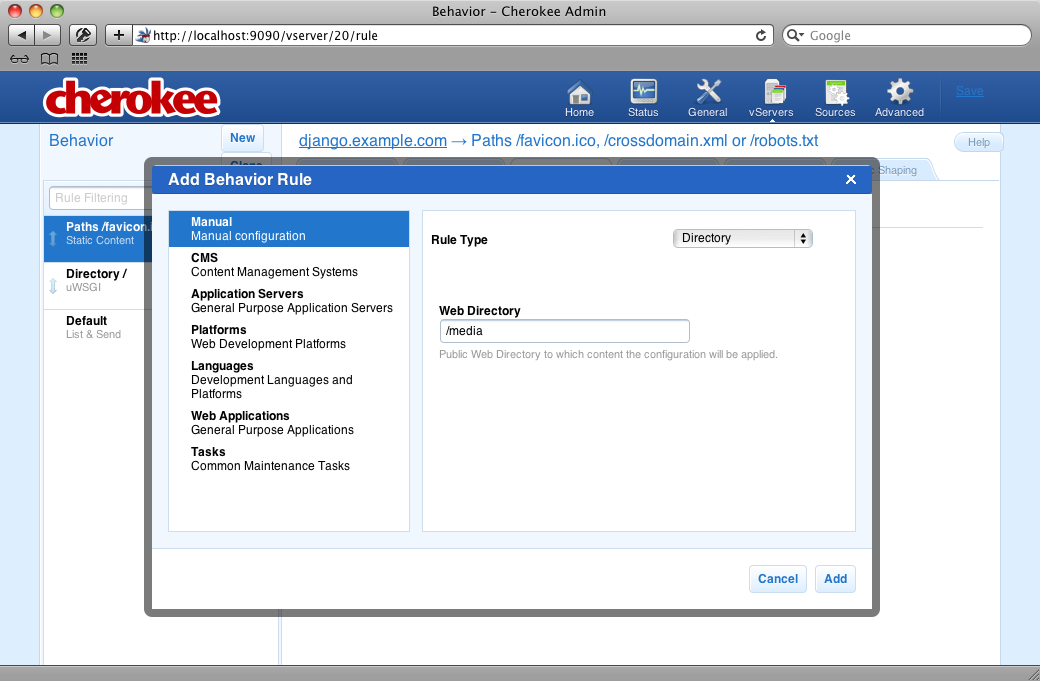 Behavior – Cherokee Admin
http://localhost:9090/vserver/20/rule
Google
cherokee
Home
Status
General
vServers
Sources
Advanced
Save
Behavior
New
django.example.com → Paths /favicon.ico, /crossdomain.xml or /robots.txt
Help
Clone
Shaping
Add Behavior Rule
Rule Filtering
Paths /favicon.
Static Content
Directory /
uWSGI
Default
List & Send
Manual
Manual configuration
CMS
Content Management Systems
Application Servers
General Purpose Application Servers
Platforms
Web Development Platforms
Languages
Development Languages and
Platforms
Web Applications
General Purpose Applications
Tasks
Common Maintenance Tasks
Rule Type
Directory
Web Directory
/media
Public Web Directory to which content the configuration will be applied.
Cancel
Add